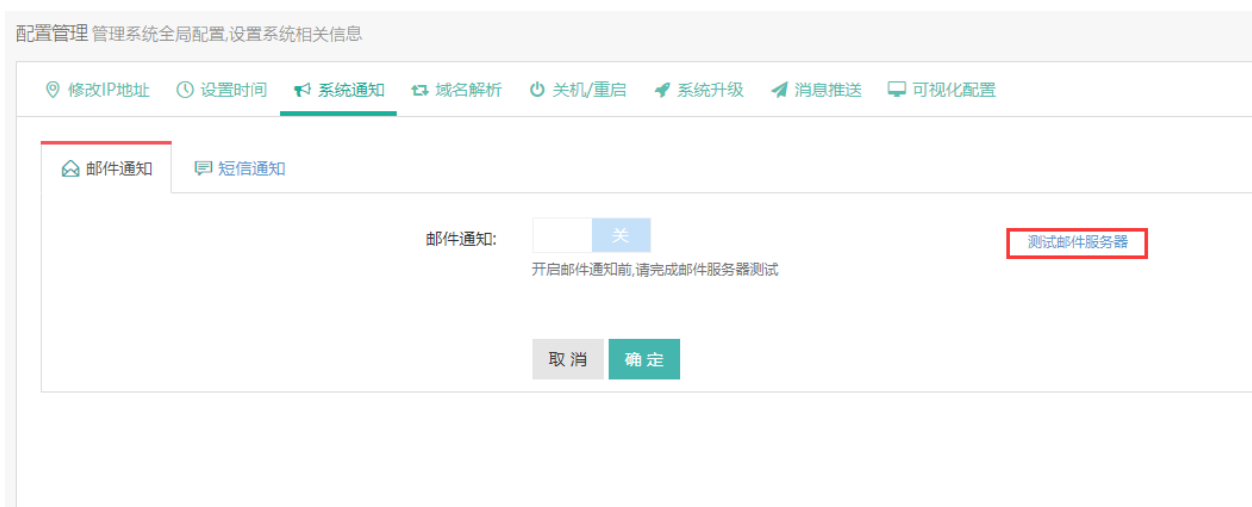 配置管理 管理系统全局配置,设置系统相关信息
修改IP地址 设置时间 系统通知 域名解析 关机/重启 系统升级 消息推送 可视化配置
邮件通知 短信通知
邮件通知: 关 测试邮件服务器
开启邮件通知前,请完成邮件服务器测试
取消 确定